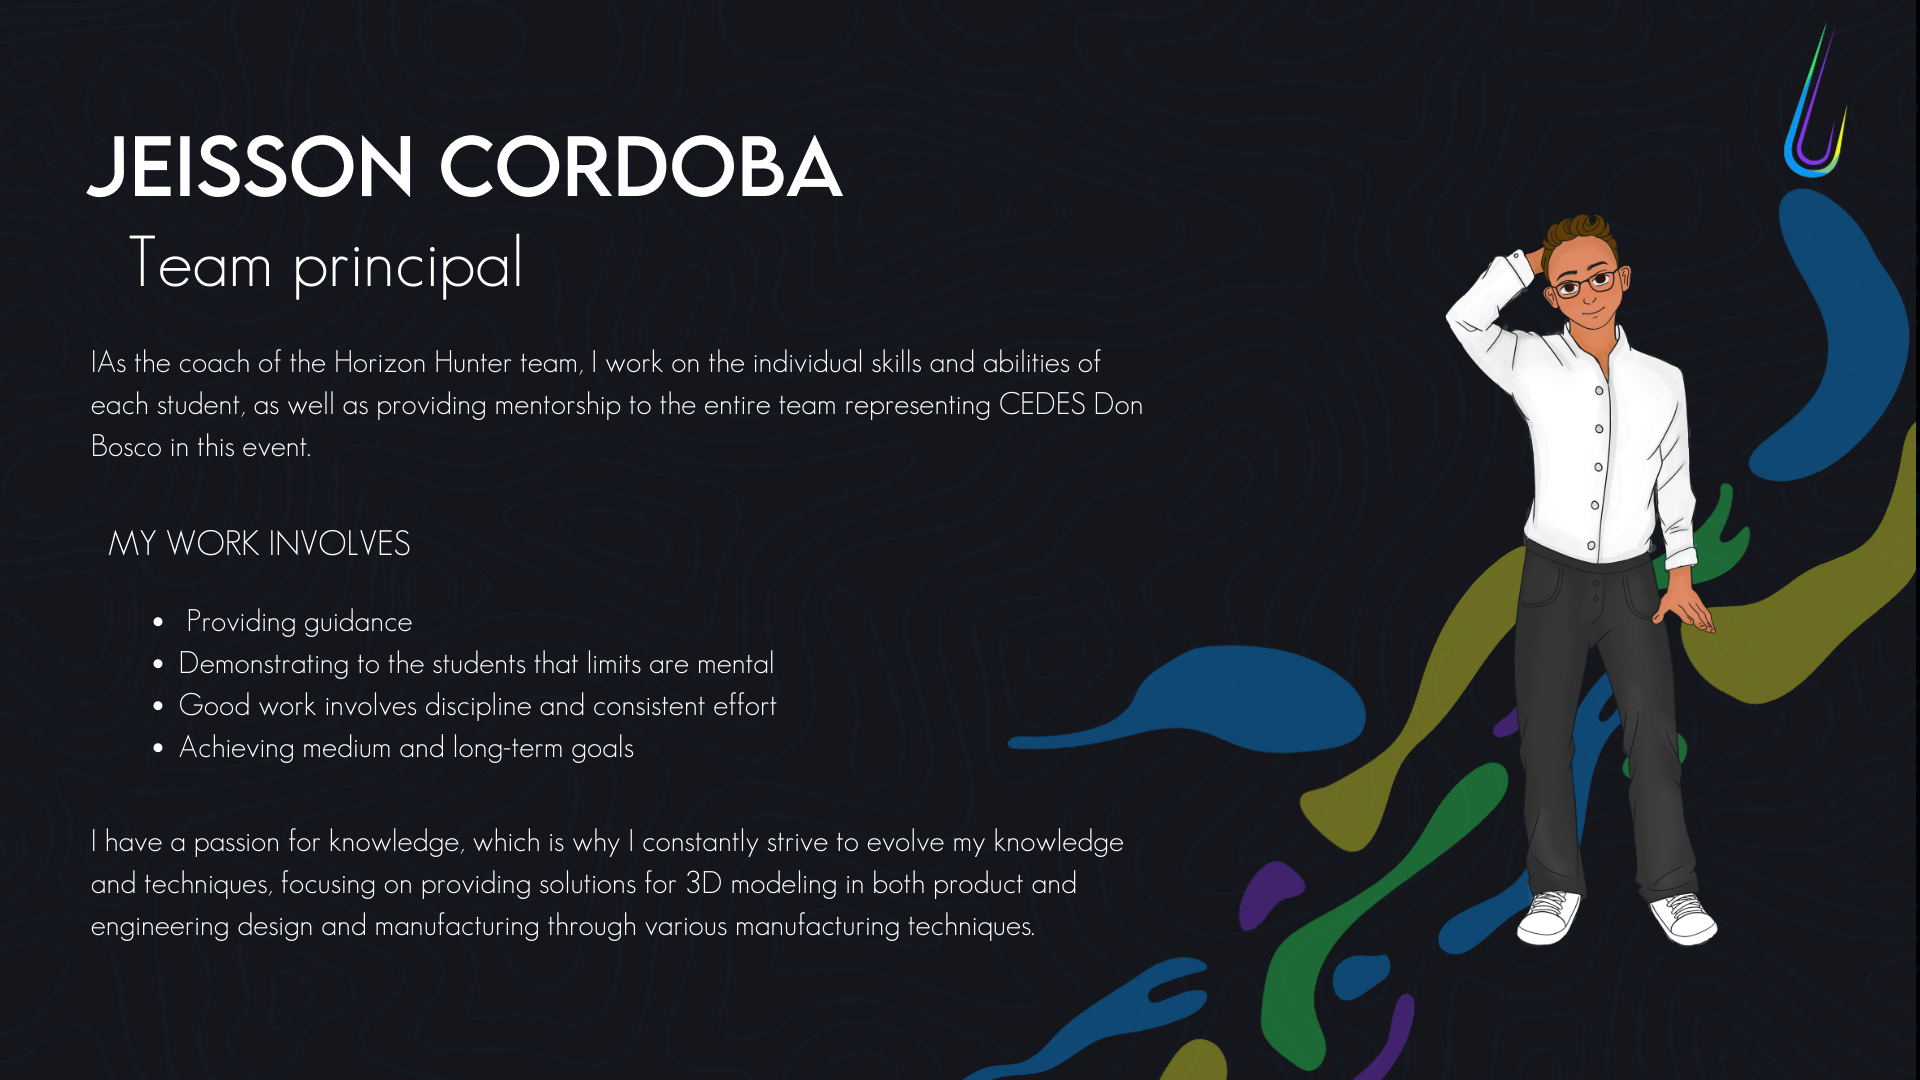 JEISSON CORDOBA
Team principal
IAs the coach of the Horizon Hunter team, I work on the individual skills and abilities of
each student, as well as providing mentorship to the entire team representing CEDES Don
Bosco in this event.
MY WORK INVOLVES
• Providing guidance
• Demonstrating to the students that limits are mental
• Good work involves discipline and consistent effort
• Achieving medium and long-term goals
I have a passion for knowledge, which is why I constantly strive to evolve my knowledge
and techniques, focusing on providing solutions for 3D modeling in both product and
engineering design and manufacturing through various manufacturing techniques.